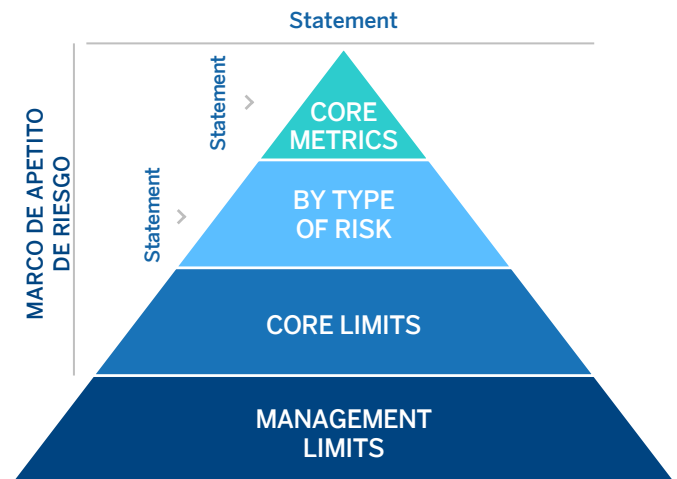 Statement
Statement
CORE
METRICS
MARCO DE APETITO
DE RIESGO
Statement
BY TYPE
OF RISK
CORE LIMITS
MANAGEMENT
LIMITS